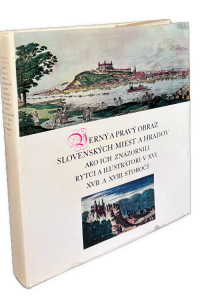 VERNÝ A PRAVÝ OBRAZ
SLOVENSKÝCH MIEST A HRADOV
AKO ICH ZNÁZORNILI
RYTCI A ILUSTRÁTORI V XVI.
XVII. A XVIII. STOROČÍ